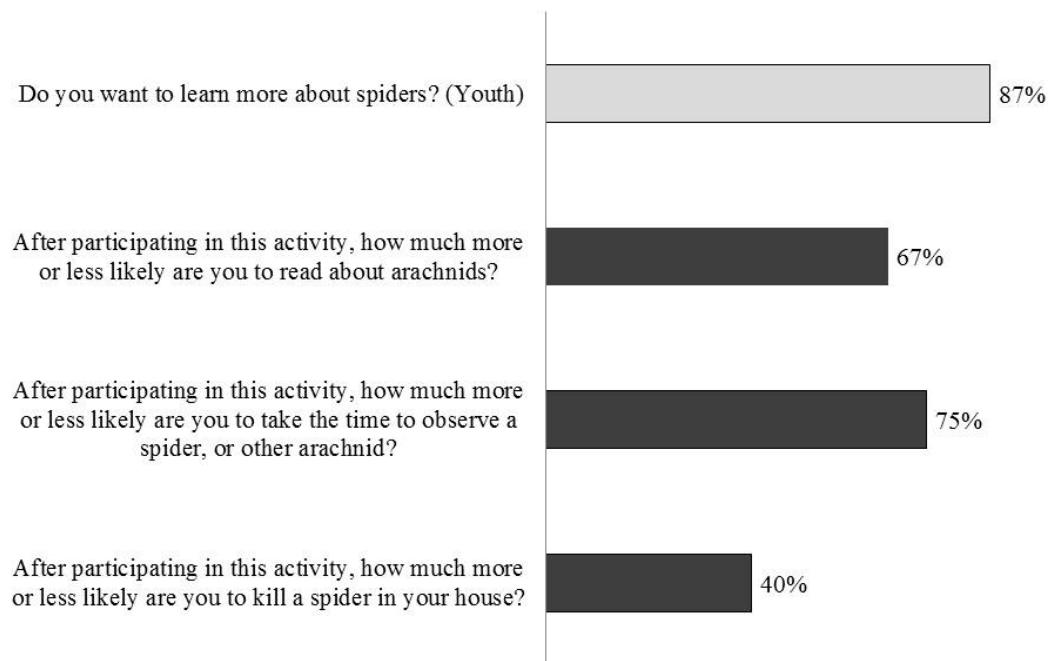 Do you want to learn more about spiders? (Youth)
87%
After participating in this activity, how much more
or less likely are you to read about arachnids?
67%
After participating in this activity, how much more
or less likely are you to take the time to observe a
spider, or other arachnid?
75%
After participating in this activity, how much more
or less likely are you to kill a spider in your house?
40%